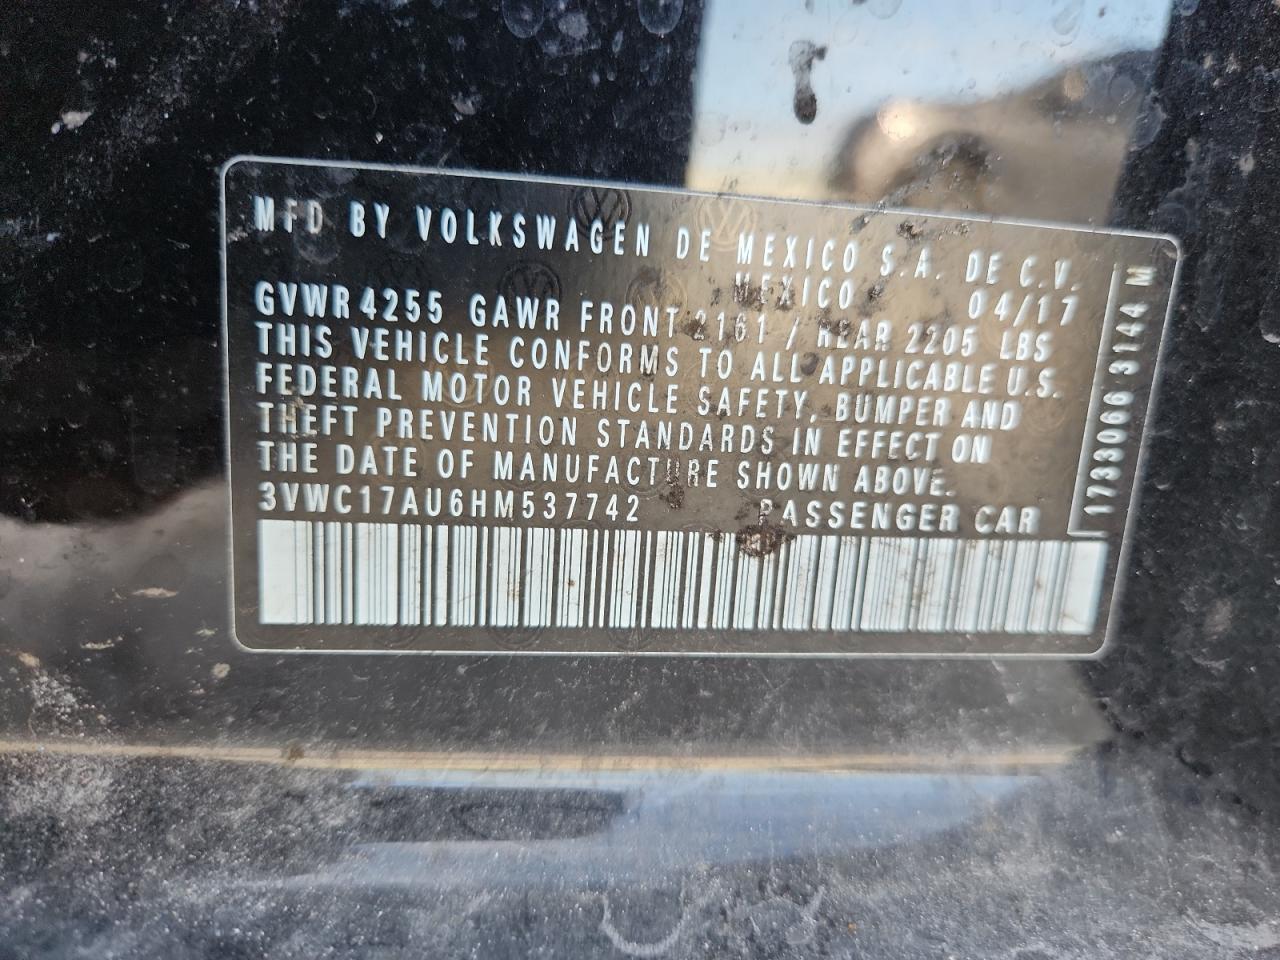 MFD BY VOLKSWAGEN DE MEXICO S.A. DE C.V.
MEXICO 04/17
GVWR 4255 GAWR FRONT 2161 / REAR 2205 LBS
THIS VEHICLE CONFORMS TO ALL APPLICABLE U.S.
FEDERAL MOTOR VEHICLE SAFETY, BUMPER AND
THEFT PREVENTION STANDARDS IN EFFECT ON
THE DATE OF MANUFACTURE SHOWN ABOVE.
3VWC17AU6HM537742 PASSENGER CAR
1733066 3144 M